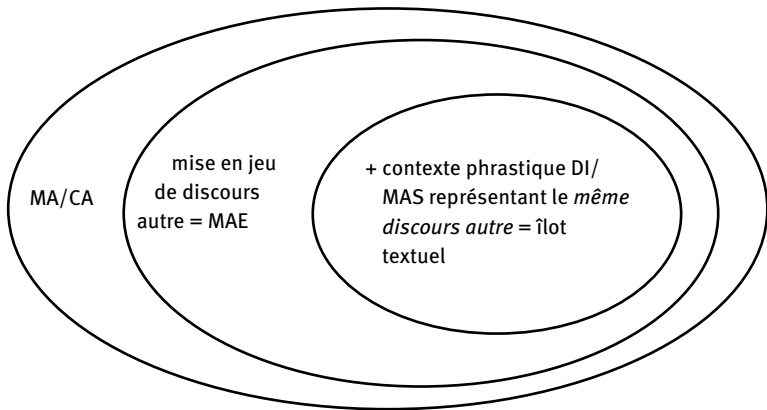 MA/CA
mise en jeu
de discours
autre = MAE
+ contexte phrastique DI/
MAS représentant le même
discours autre = îlot
textuel